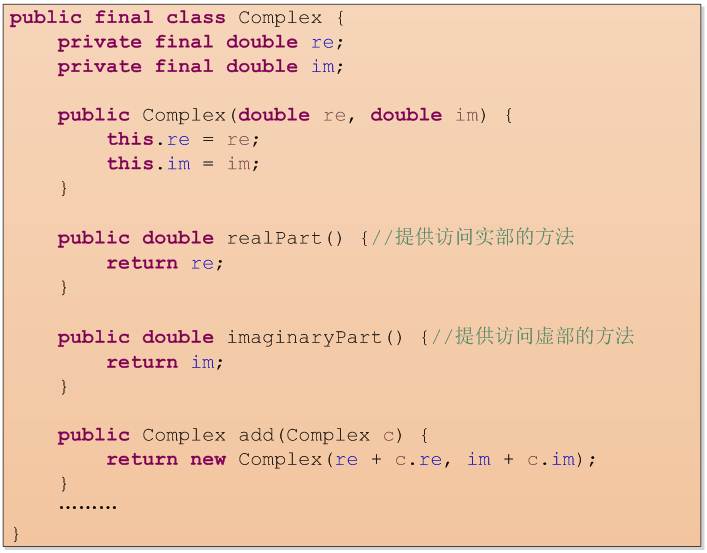 public final class Complex {
    private final double re;
    private final double im;

    public Complex(double re, double im) {
        this.re = re;
        this.im = im;
    }

    public double realPart() {//提供访问实部的方法
        return re;
    }

    public double imaginaryPart() {//提供访问虚部的方法
        return im;
    }

    public Complex add(Complex c) {
        return new Complex(re + c.re, im + c.im);
    }
    ………
}